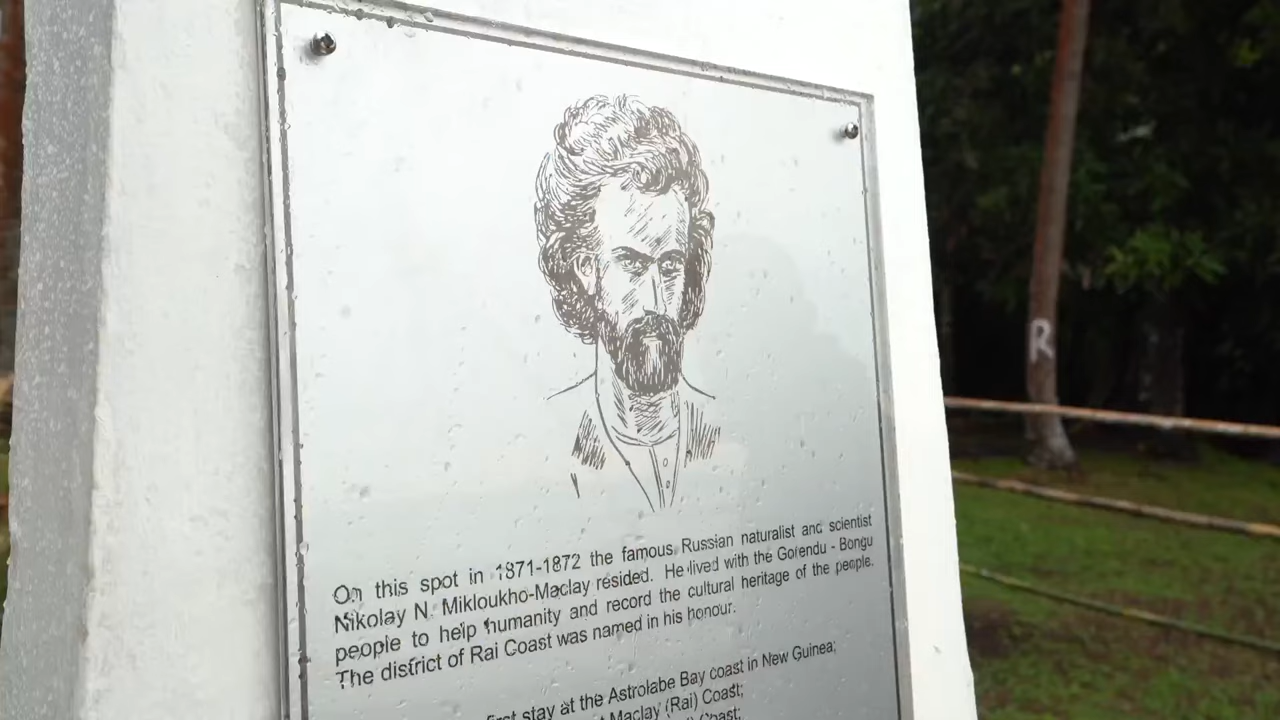 On this spot in 1871-1872 the famous Russian naturalist and scientist
Nikolay N. Mikloukho-Maclay resided. He lived with the Gorendu - Bongu
people to help humanity and record the cultural heritage of the people.
The district of Rai Coast was named in his honour.
first stay at the Astrolabe Bay coast in New Guinea;
Maclay (Rai) Coast;
Coast;
R